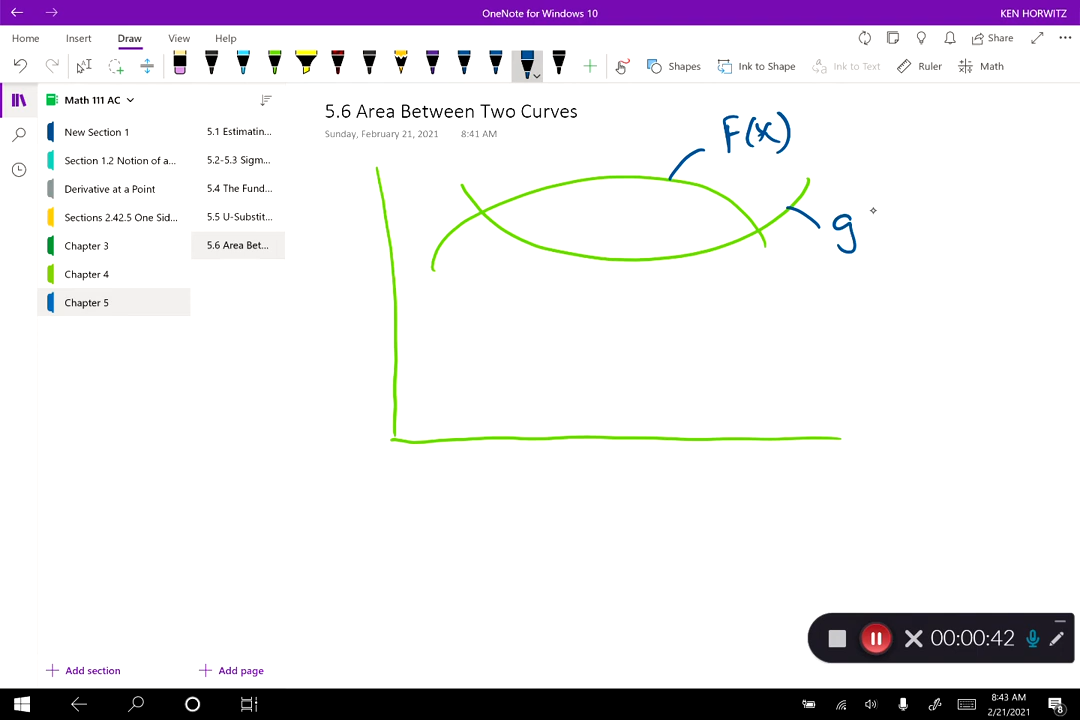 OneNote for Windows 10
KEN HORWITZ
Home Insert Draw View Help
Share
Shapes Ink to Shape Ink to Text Ruler Math
Math 111 AC
New Section 1
Section 1.2 Notion of a...
Derivative at a Point
Sections 2.42.5 One Sid...
Chapter 3
Chapter 4
Chapter 5
5.1 Estimatin...
5.2-5.3 Sigm...
5.4 The Fund...
5.5 U-Substit...
5.6 Area Bet...
5.6 Area Between Two Curves
Sunday, February 21, 2021 8:41 AM
F(x)
g
00:00:42
Add section
Add page
8:43 AM
2/21/2021
8